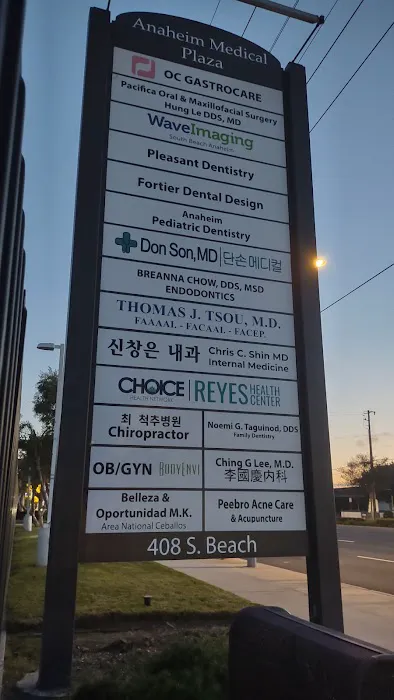 Anaheim Medical
Plaza
OC GASTROCARE
Pacifica Oral & Maxillofacial Surgery
Hung Le DDS, MD
WaveImaging
South Beach Anaheim
Pleasant Dentistry
Fortier Dental Design
Anaheim
Pediatric Dentistry
Don Son, MD 단손메디컬
BREANNA CHOW, DDS, MSD
ENDODONTICS
THOMAS J. TSOU, M.D.
FAAAAI. - FACAAI. - FACEP.
신창은 내과 Chris C. Shin MD
Internal Medicine
CHOICE
HEALTH NETWORK
REYES HEALTH
CENTER
최 척추병원
Chiropractor
Noemi G. Taguinod, DDS
Family Dentistry
OB/GYN BODYENVI
Ching G Lee, M.D.
李國慶内科
Belleza &
Oportunidad M.K.
Area National Ceballos
Peebro Acne Care
& Acupuncture
408 S. Beach